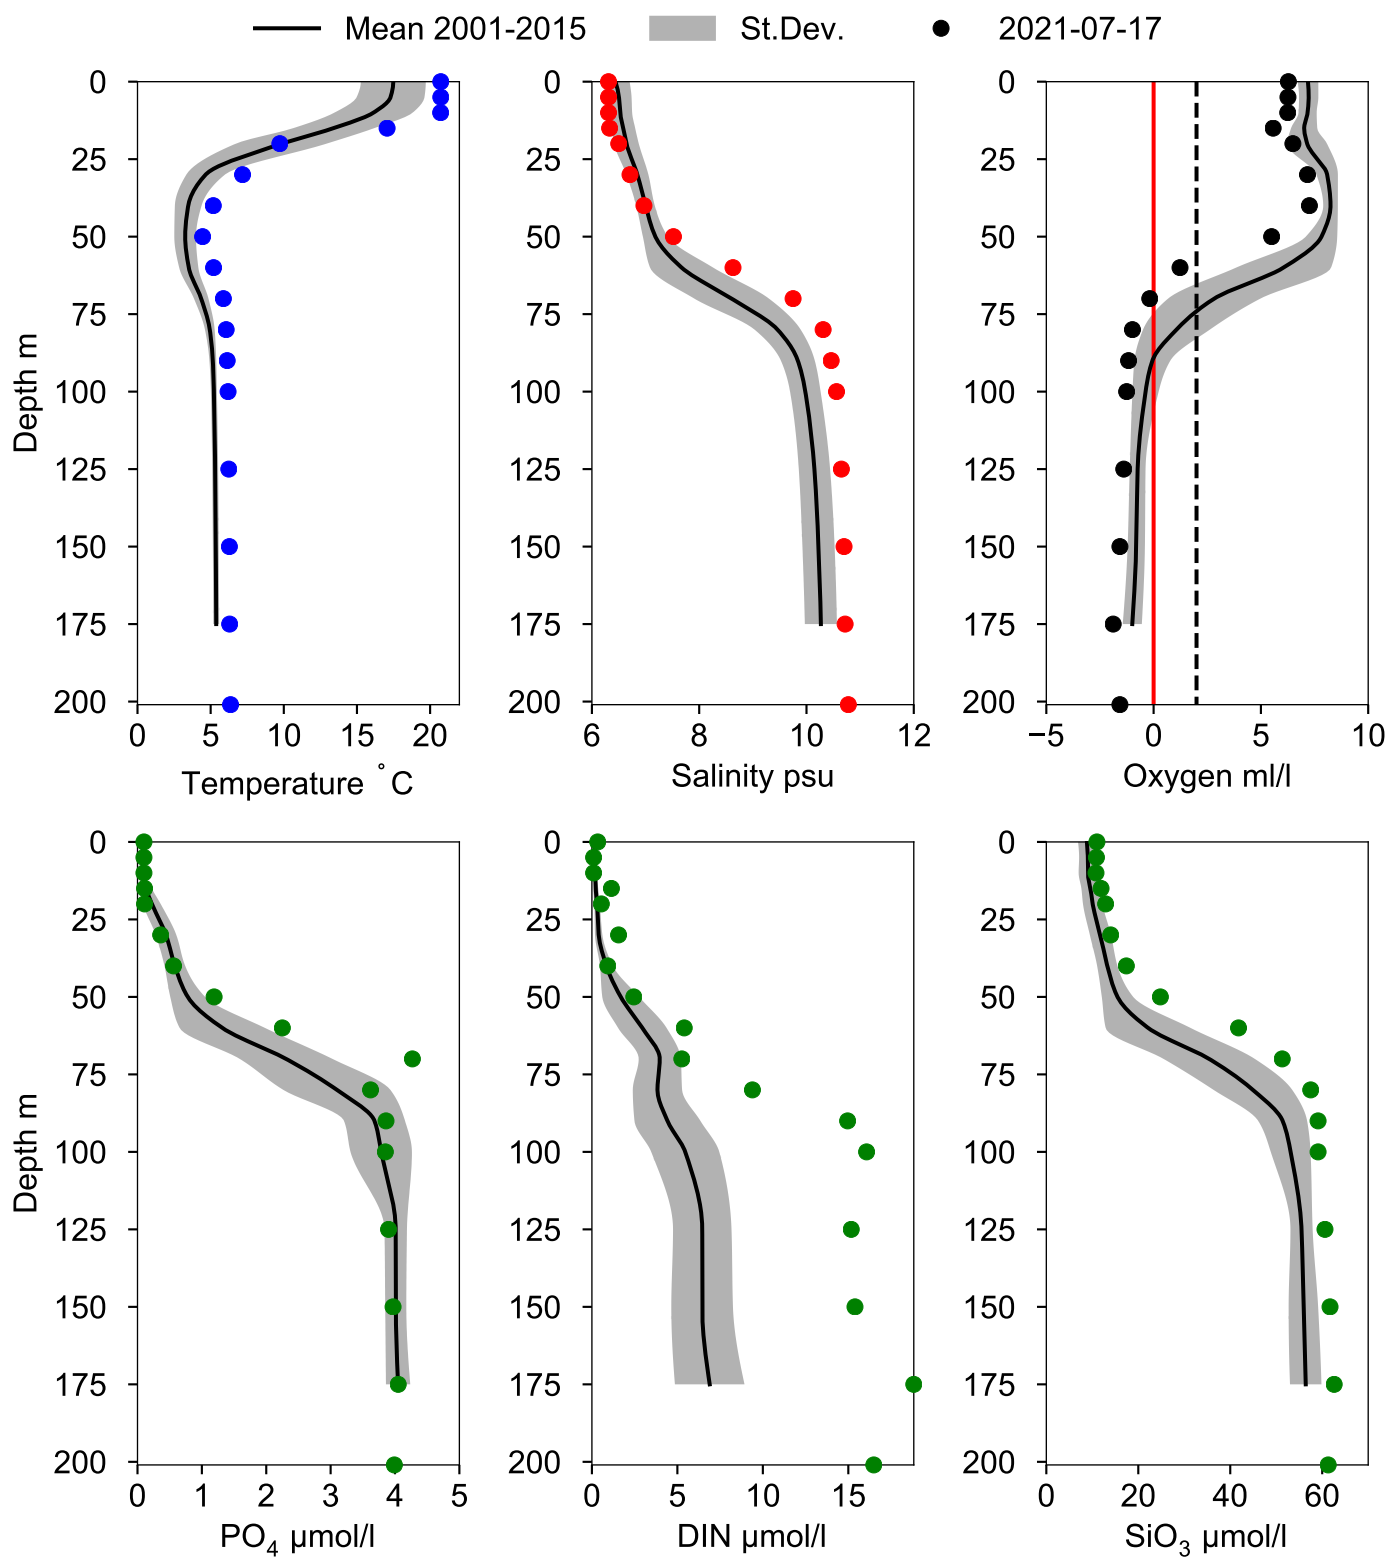 Mean 2001-2015 St.Dev. 2021-07-17
0 0 0
25 25 25
50 50 50
75 75 75
100 100 100
125 125 125
150 150 150
175 175 175
200 200 200
Depth m
0 5 10 15 20 6 8 10 12 −5 0 5 10
Temperature °C Salinity psu Oxygen ml/l
0 0 0
25 25 25
50 50 50
75 75 75
100 100 100
125 125 125
150 150 150
175 175 175
200 200 200
Depth m
0 1 2 3 4 5 0 5 10 15 0 20 40 60
PO₄ µmol/l DIN µmol/l SiO₃ µmol/l